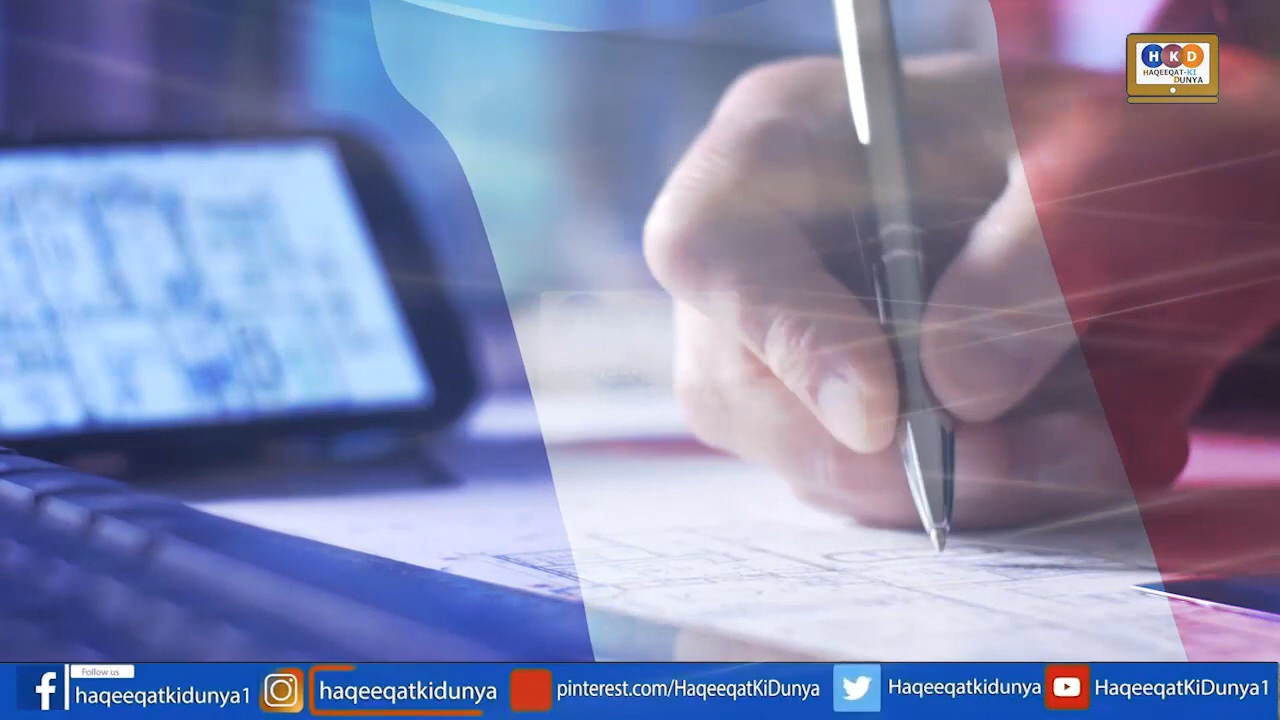 H K D
HAQEEQAT-KI
DUNYA
Follow us
haqeeqatkidunya1
haqeeqatkidunya
pinterest.com/HaqeeqatKiDunya
Haqeeqatkidunya
HaqeeqatKiDunya1